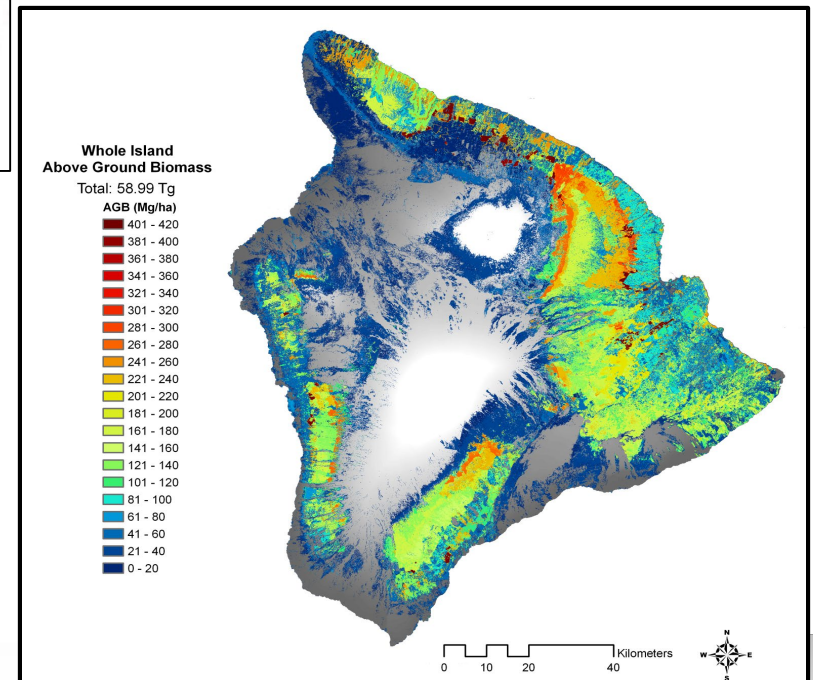 Whole Island
Above Ground Biomass
Total: 58.99 Tg
AGB (Mg/ha)
401 - 420
381 - 400
361 - 380
341 - 360
321 - 340
301 - 320
281 - 300
261 - 280
241 - 260
221 - 240
201 - 220
181 - 200
161 - 180
141 - 160
121 - 140
101 - 120
81 - 100
61 - 80
41 - 60
21 - 40
0 - 20
Kilometers
0 10 20 40
N
W E
S